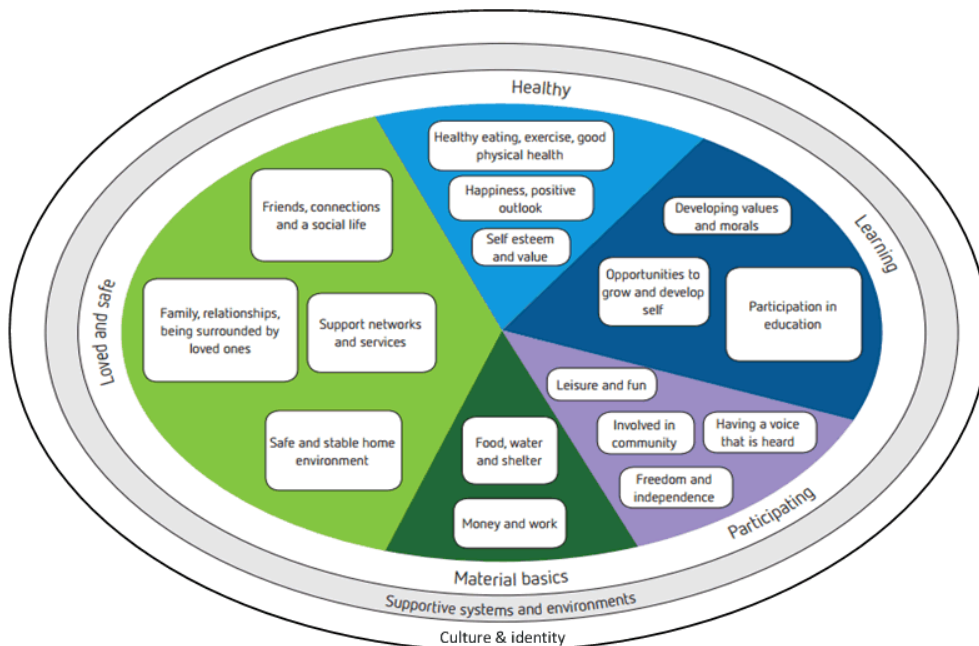 Healthy
Healthy eating, exercise, good
physical health
Happiness, positive
outlook
Self esteem
and value
Learning
Developing values
and morals
Opportunities to
grow and develop
self
Participation in
education
Loved and safe
Friends, connections
and a social life
Family, relationships,
being surrounded by
loved ones
Support networks
and services
Safe and stable home
environment
Participating
Leisure and fun
Involved in
community
Having a voice
that is heard
Freedom and
independence
Food, water
and shelter
Money and work
Material basics
Supportive systems and environments
Culture & identity